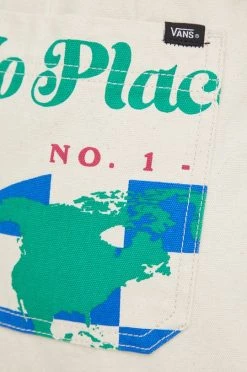 VANS
o Plac
NO. 1 -